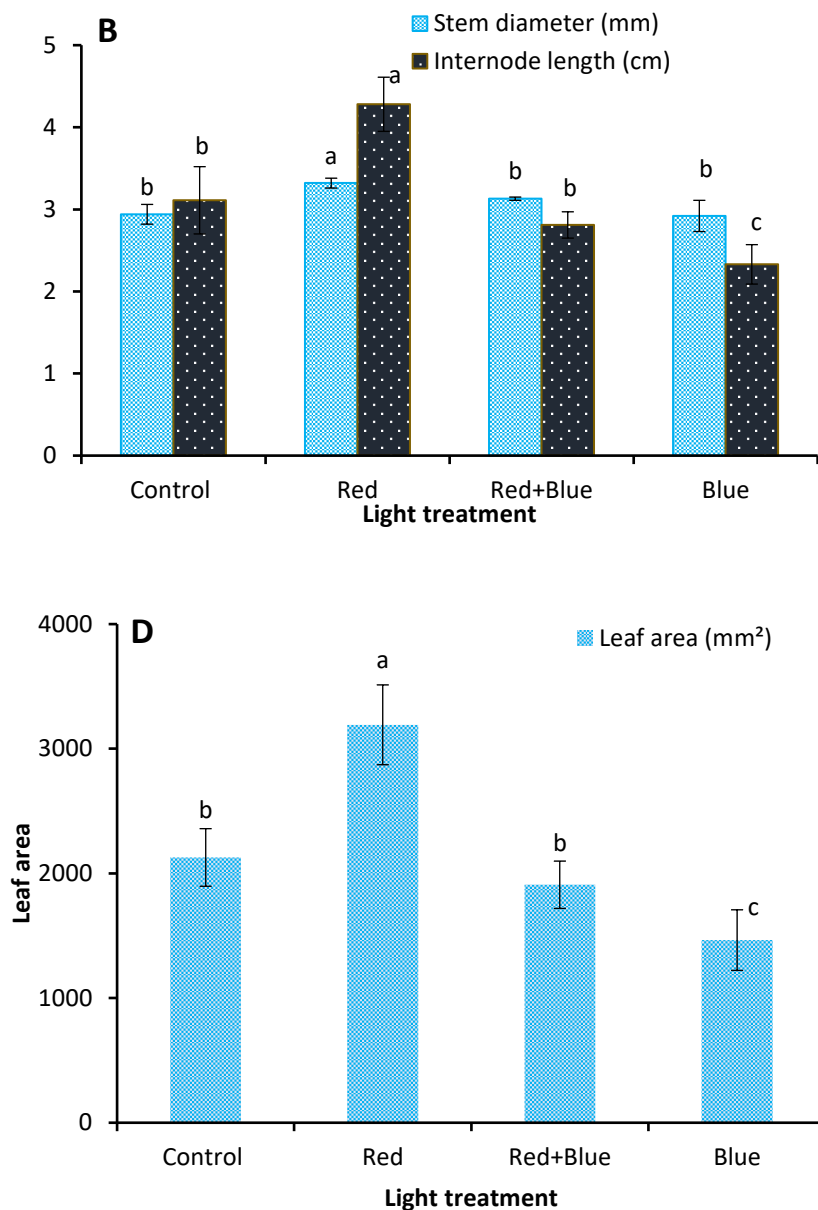 B
Stem diameter (mm)
Internode length (cm)
5
4
3
2
1
0
b
b
a
a
b
b
b
c
Control
Red
Red+Blue
Blue
Light treatment
D
Leaf area (mm²)
4000
3000
2000
1000
0
Leaf area
b
a
b
c
Control
Red
Red+Blue
Blue
Light treatment